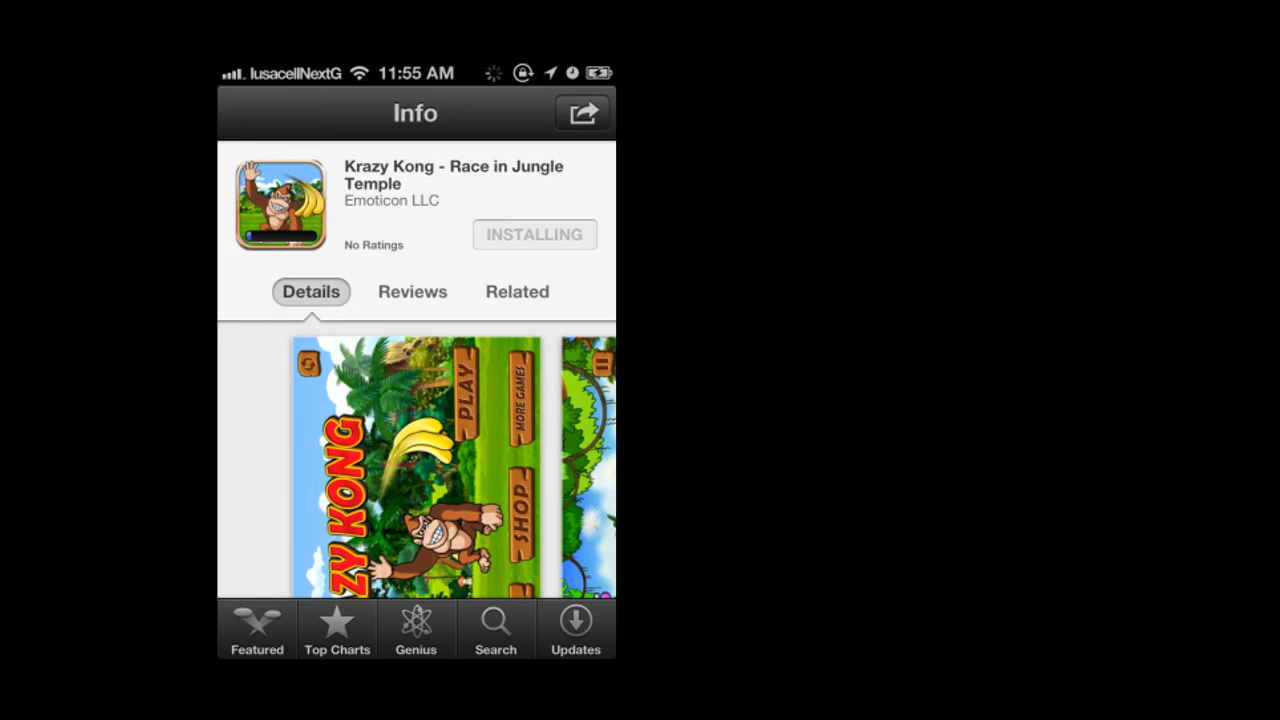 IusacellNextG 11:55 AM
Info
Krazy Kong - Race in Jungle
Temple
Emoticon LLC
INSTALLING
No Ratings
Details Reviews Related
PLAY
MORE GAMES
ZY KONG
SHOP
Featured Top Charts Genius Search Updates